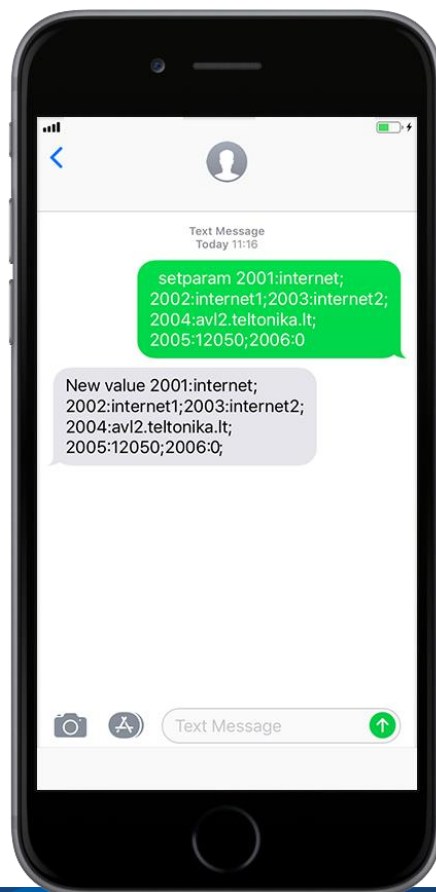 Text Message
Today 11:16
setparam 2001:internet;
2002:internet1;2003:internet2;
2004:avl2.teltonika.lt;
2005:12050;2006:0
New value 2001:internet;
2002:internet1;2003:internet2;
2004:avl2.teltonika.lt;
2005:12050;2006:0;
Text Message